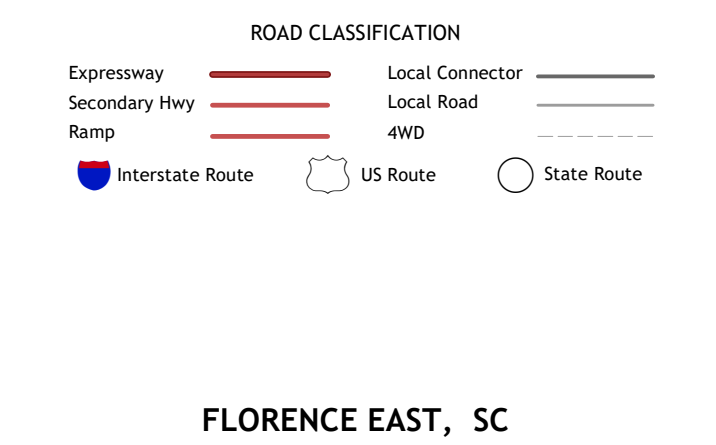 ROAD CLASSIFICATION
Expressway
Local Connector
Secondary Hwy
Local Road
Ramp
4WD
Interstate Route
US Route
State Route
FLORENCE EAST, SC